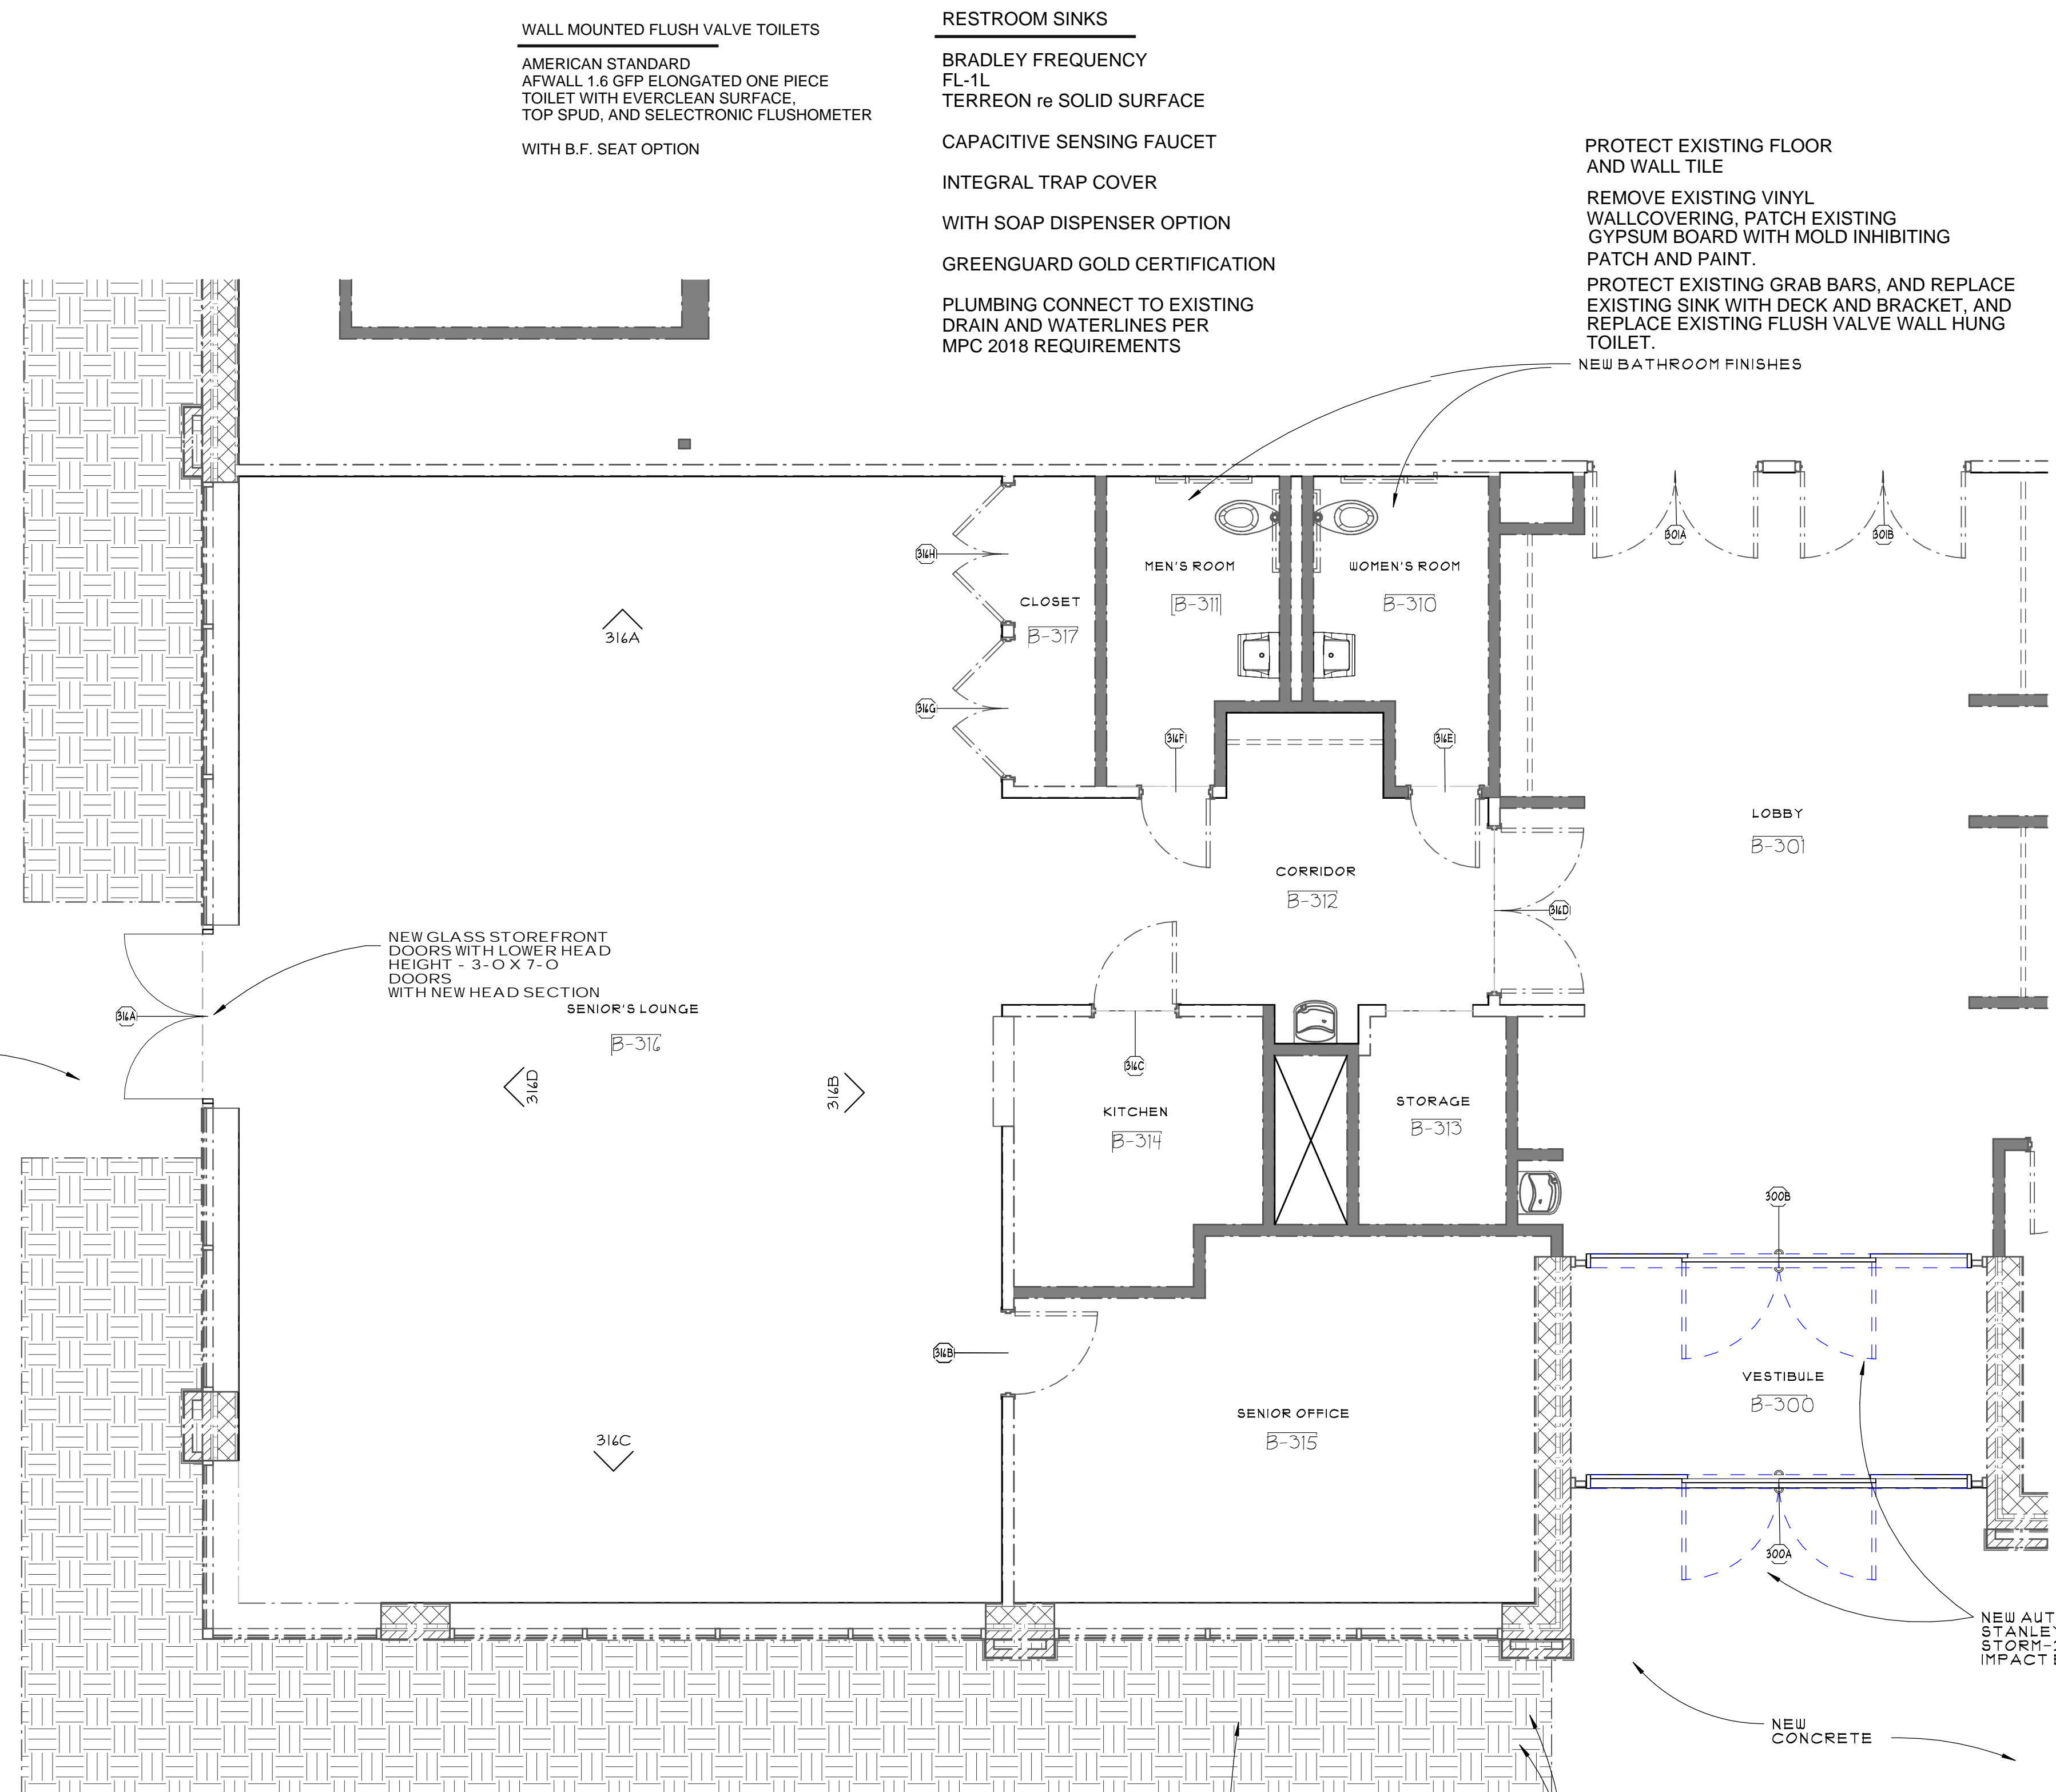 WALL MOUNTED FLUSH VALVE TOILETS
AMERICAN STANDARD
AFWALL 1.6 GFP ELONGATED ONE PIECE
TOILET WITH EVERCLEAN SURFACE,
TOP SPUD, AND SELECTRONIC FLUSHOMETER
WITH B.F. SEAT OPTION
RESTROOM SINKS
BRADLEY FREQUENCY
FL-1L
TERREON re SOLID SURFACE
CAPACITIVE SENSING FAUCET
INTEGRAL TRAP COVER
WITH SOAP DISPENSER OPTION
GREENGUARD GOLD CERTIFICATION
PLUMBING CONNECT TO EXISTING
DRAIN AND WATERLINES PER
MPC 2018 REQUIREMENTS
PROTECT EXISTING FLOOR
AND WALL TILE
REMOVE EXISTING VINYL
WALLCOVERING, PATCH EXISTING
GYPSUM BOARD WITH MOLD INHIBITING
PATCH AND PAINT.
PROTECT EXISTING GRAB BARS, AND REPLACE
EXISTING SINK WITH DECK AND BRACKET, AND
REPLACE EXISTING FLUSH VALVE WALL HUNG
TOILET.
NEW BATHROOM FINISHES
301A
301B
316H
MEN'S ROOM
B-311
WOMEN'S ROOM
B-310
CLOSET
B-317
316A
316G
316F
316E
LOBBY
B-301
CORRIDOR
B-312
316D
NEW GLASS STOREFRONT
DOORS WITH LOWER HEAD
HEIGHT - 3-0 X 7-0
DOORS
WITH NEW HEAD SECTION
SENIOR'S LOUNGE
B-316
316A
316D
316B
316C
KITCHEN
B-314
STORAGE
B-313
300B
316B
VESTIBULE
B-300
SENIOR OFFICE
B-315
316C
300A
NEW AUT
STANLEY
STORM-
IMPACT
NEW
CONCRETE